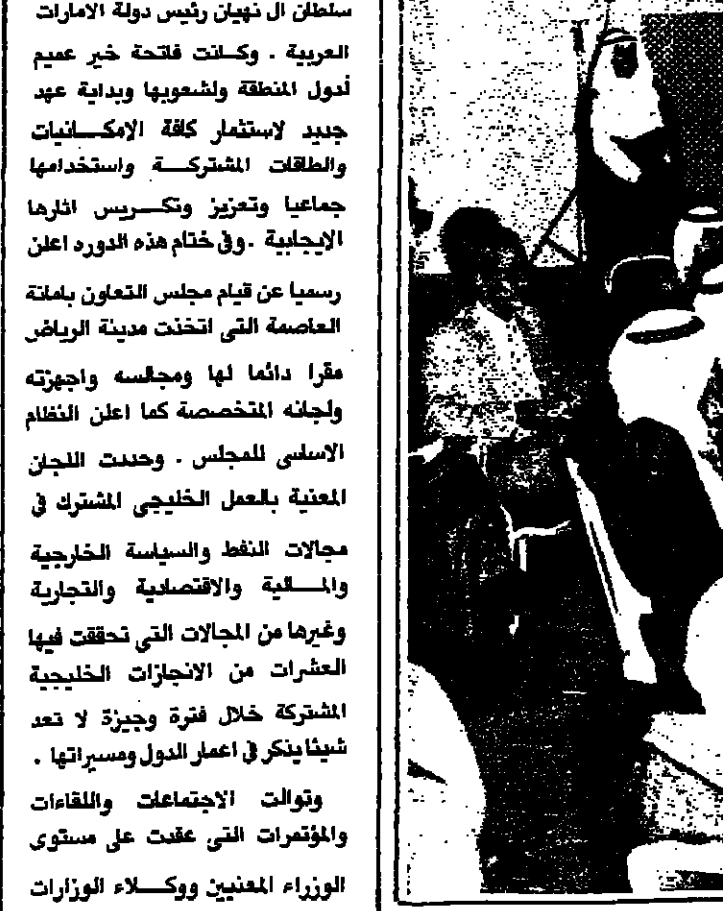 سلطان ال نهيان رئيس دولة الامارات
العربية . وكانت فاتحة خير عميم
لدول المنطقة ولشعوبها وبداية عهد
جديد لاستثمار كافة الامكانيات
والطاقات المشتركة واستخدامها
جماعيا وتعزيز وتكريس اثارها
الايجابية . وفي ختام هذه الدوره اعلن
رسميا عن قيام مجلس التعاون بامانة
العاصمة التي اتخذت مدينة الرياض
مقرا دائما لها ومجالسه واجهزته
ولجانه المتخصصة كما اعلن النظام
الاساسي للمجلس . وحددت اللجان
المعنية بالعمل الخليجي المشترك في
مجالات النفط والسياسة الخارجية
والمالية والاقتصادية والتجارية
وغيرها من المجالات التي تحققت فيها
العشرات من الانجازات الخليجية
المشتركة خلال فترة وجيزة لا تعد
شيئا يذكر في اعمار الدول ومسيراتها .
وتوالت الاجتماعات واللقاءات
والمؤتمرات التي عقدت على مستوى
الوزراء المعنيين ووكلاء الوزارات